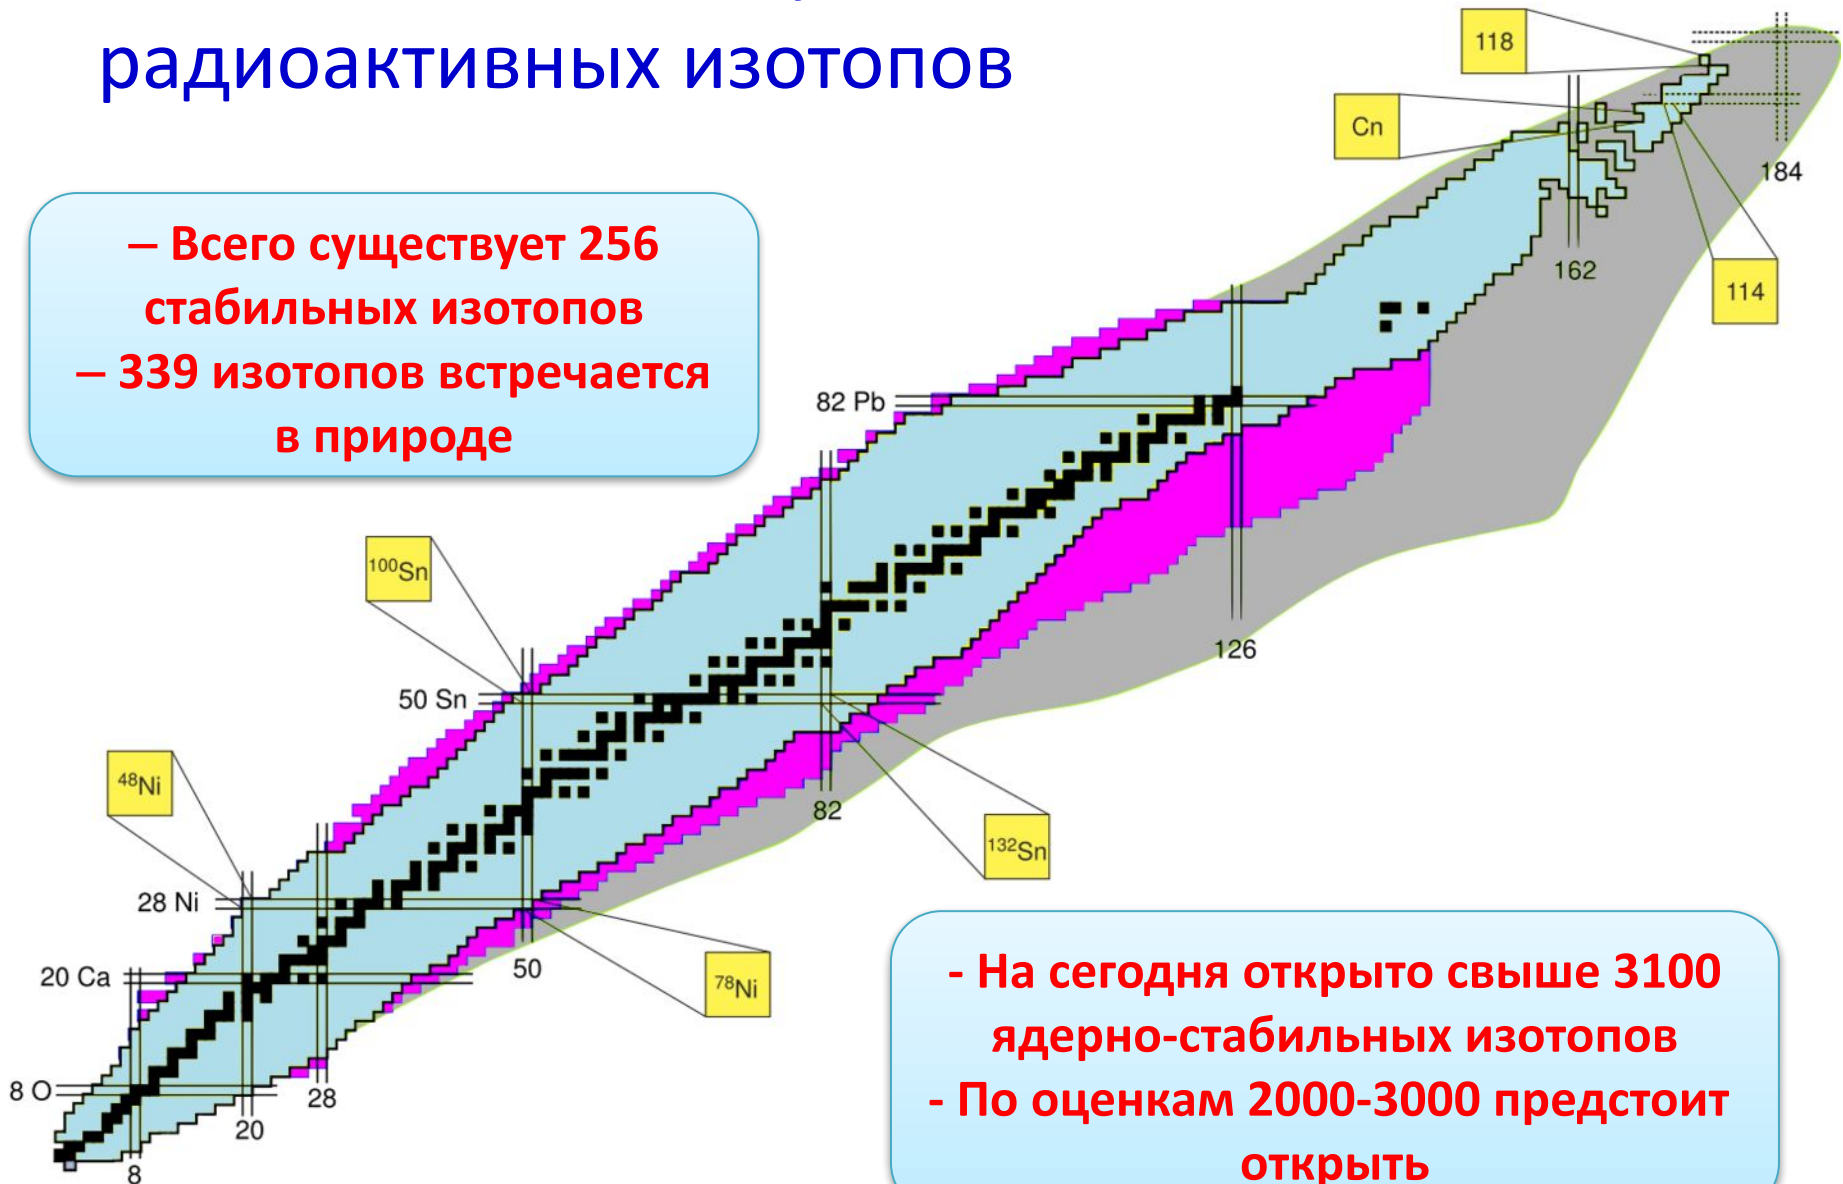 радиоактивных изотопов
118
Cn
184
– Всего существует 256
стабильных изотопов
– 339 изотопов встречается
в природе
162
114
82 Pb
100Sn
126
50 Sn
48Ni
82
132Sn
28 Ni
50
78Ni
20 Ca
- На сегодня открыто свыше 3100
ядерно-стабильных изотопов
- По оценкам 2000-3000 предстоит
открыть
8 O
28
20
8